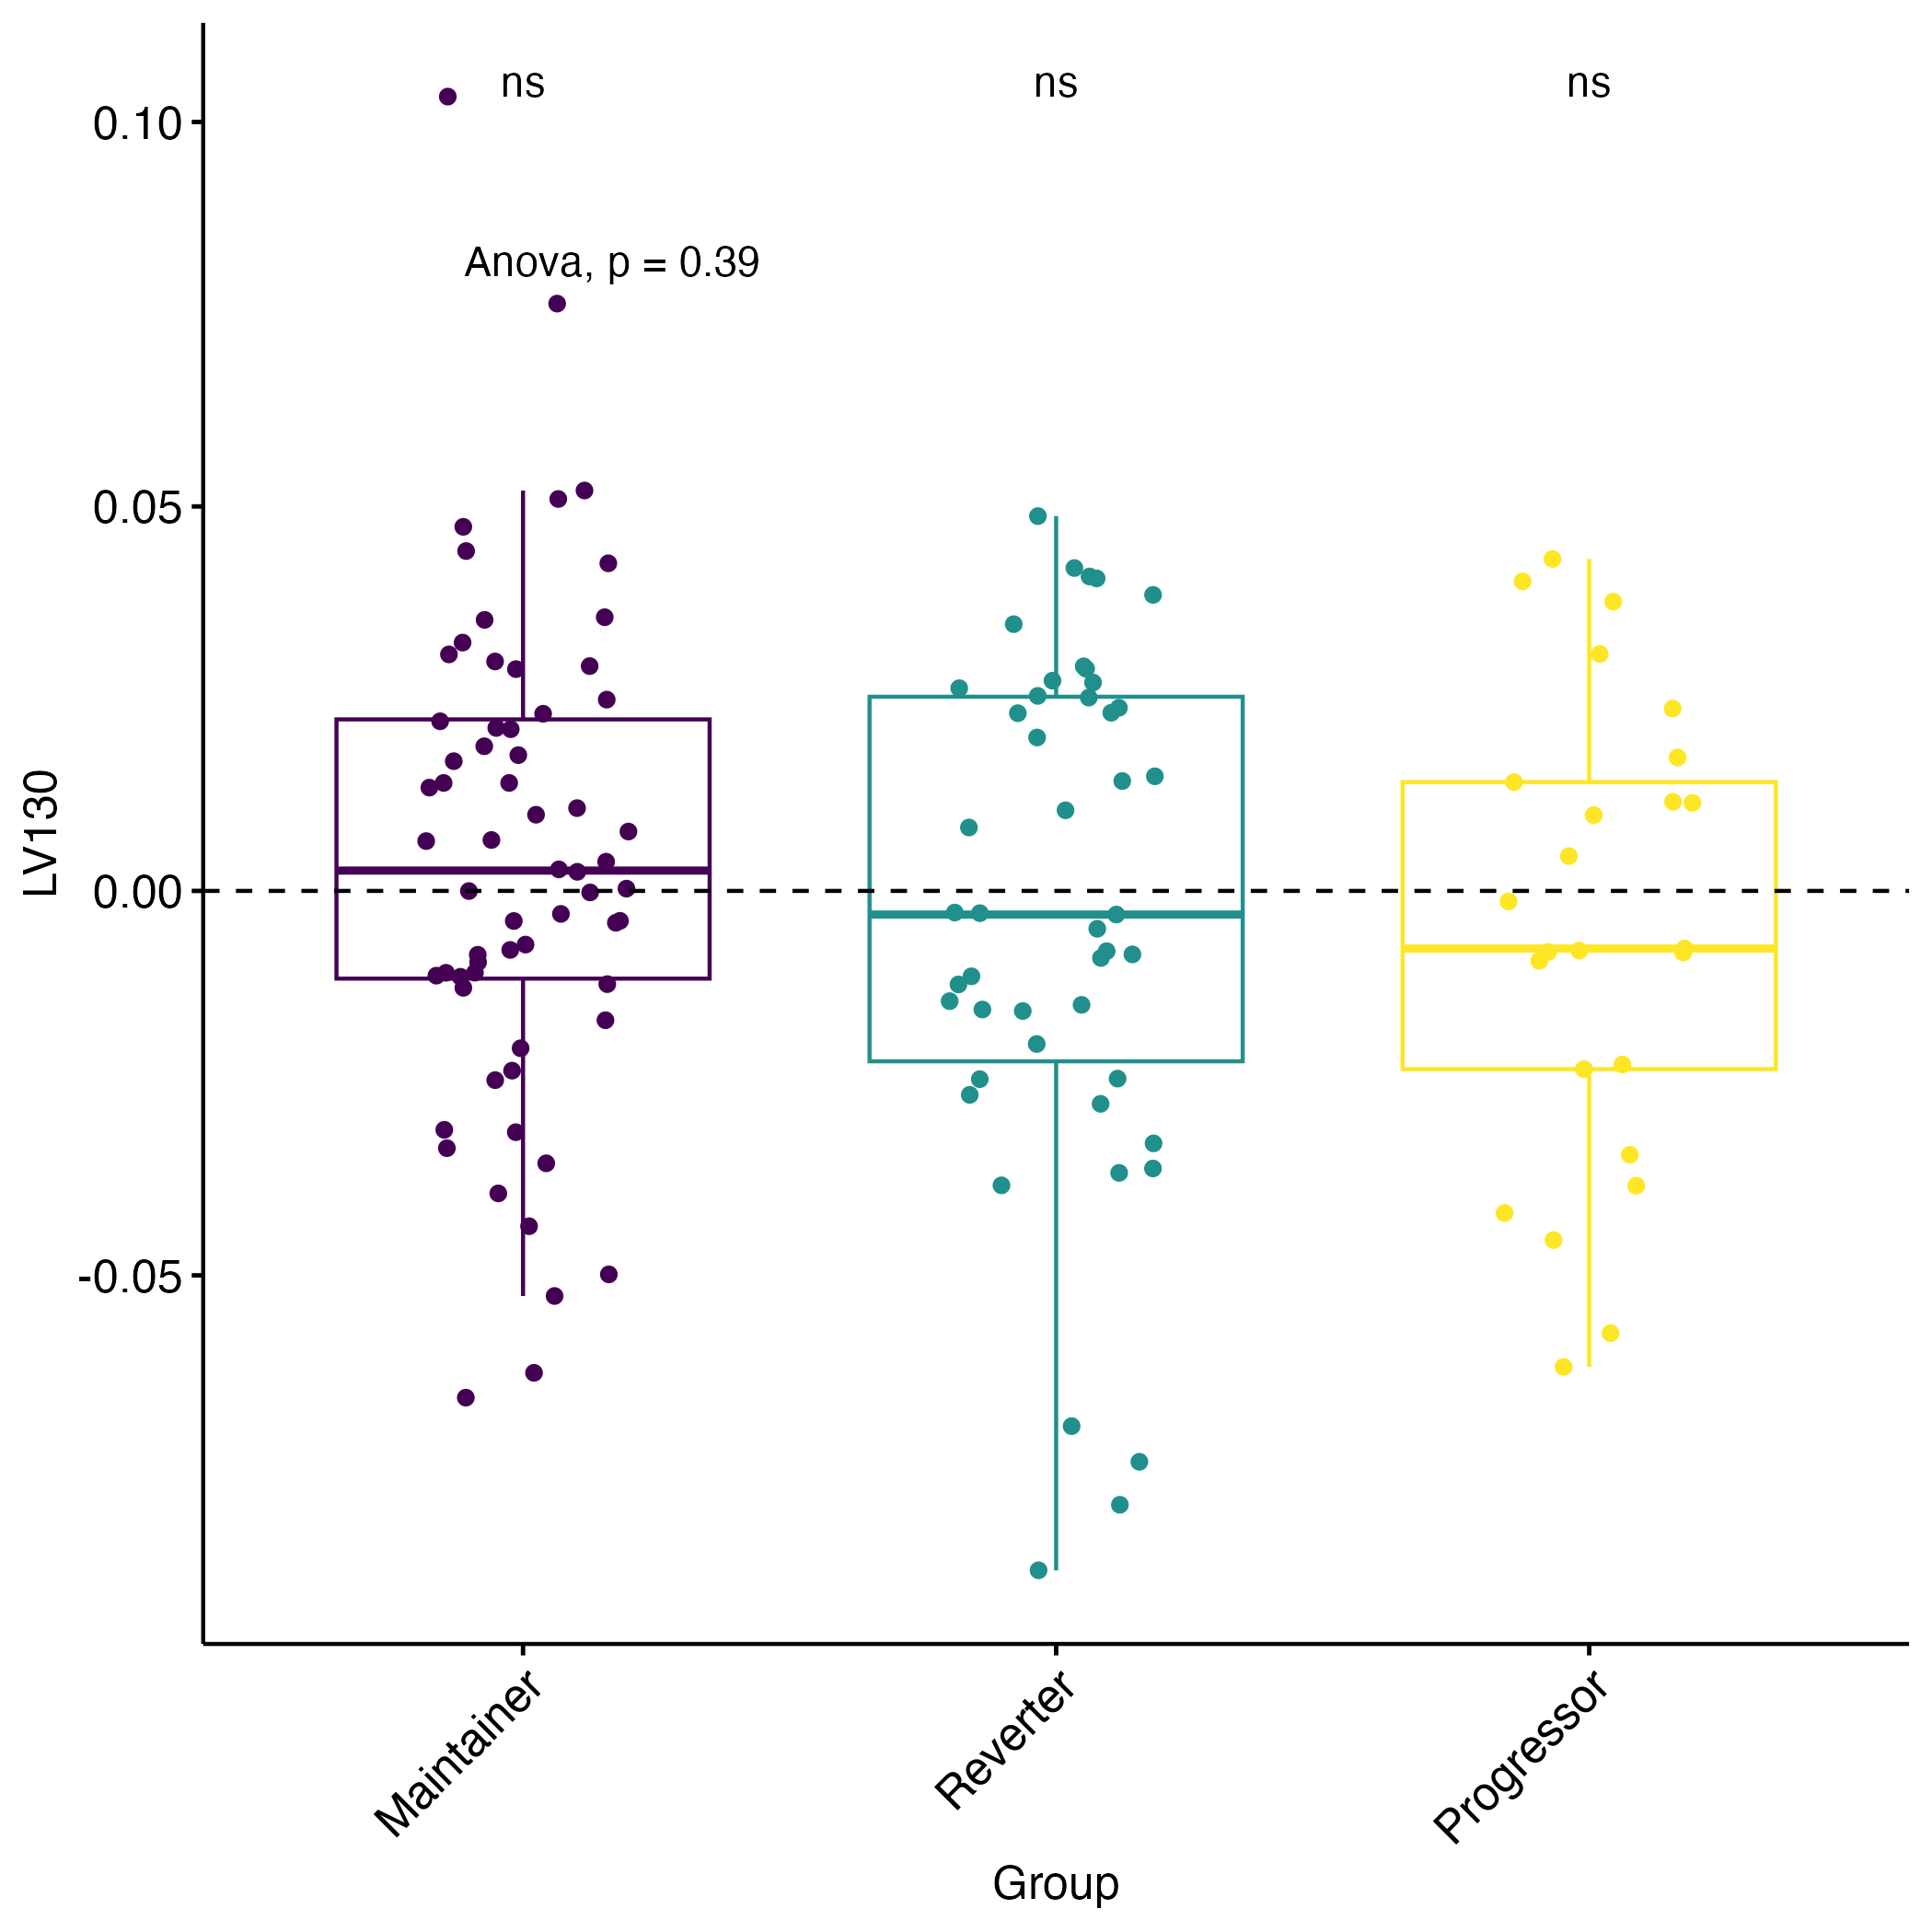 ns ns ns
0.10
Anova, p = 0.39
0.05
LV130
0.00
-0.05
Maintainer Reverter Progressor
Group